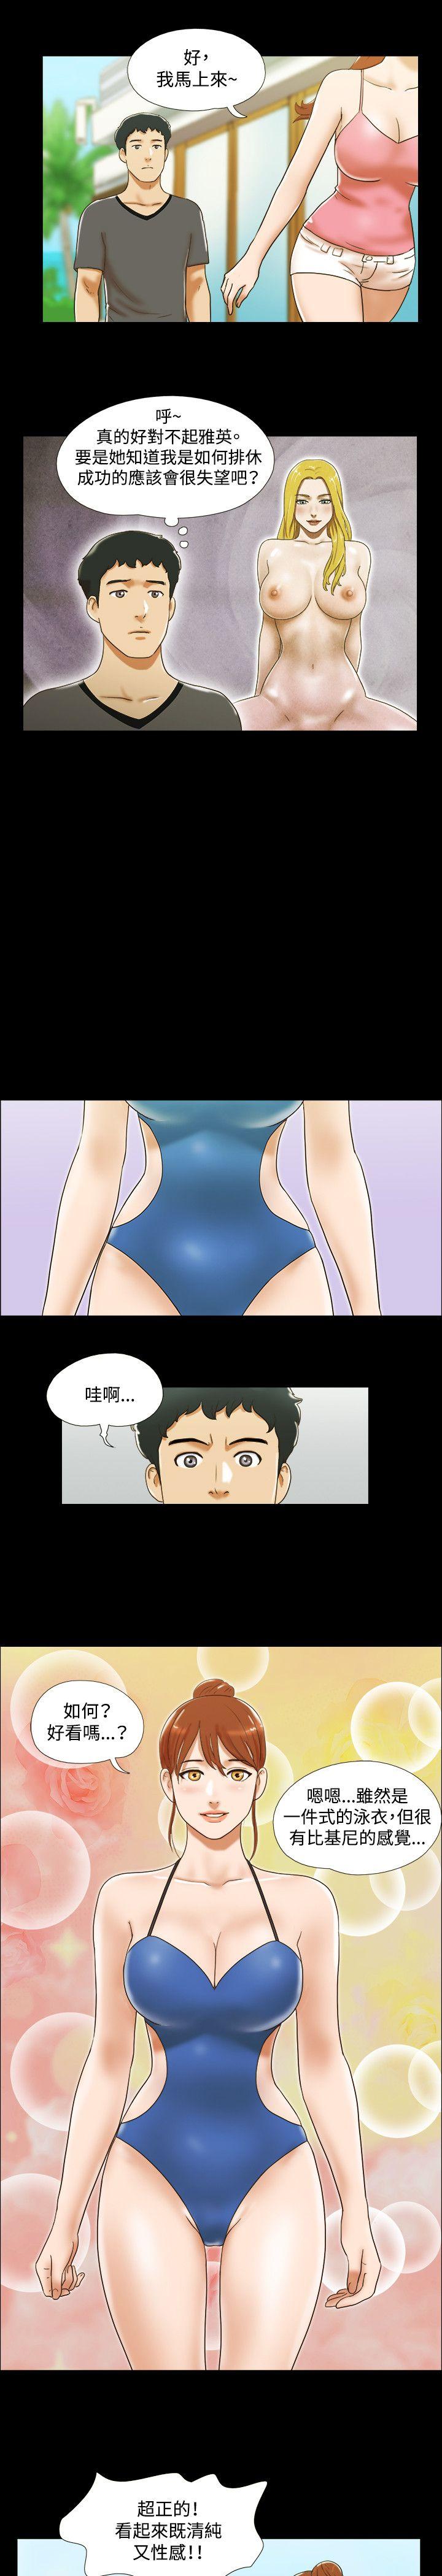 好，
我馬上來~
呼~
真的好對不起雅英。
要是她知道我是如何排休
成功的應該會很失望吧？
哇啊...
如何？
好看嗎...？
嗯嗯...雖然是
一件式的泳衣，但很
有比基尼的感覺...
超正的！
看起來既清純
又性感！！